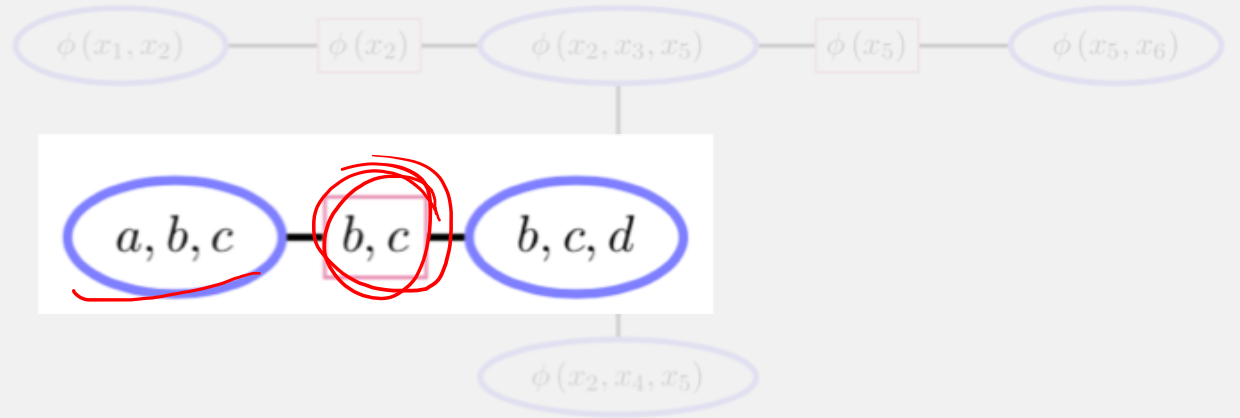 ϕ(x₁, x₂) ϕ(x₂) ϕ(x₂, x₃, x₅) ϕ(x₅) ϕ(x₅, x₆)
a, b, c b, c b, c, d
ϕ(x₂, x₄, x₅)